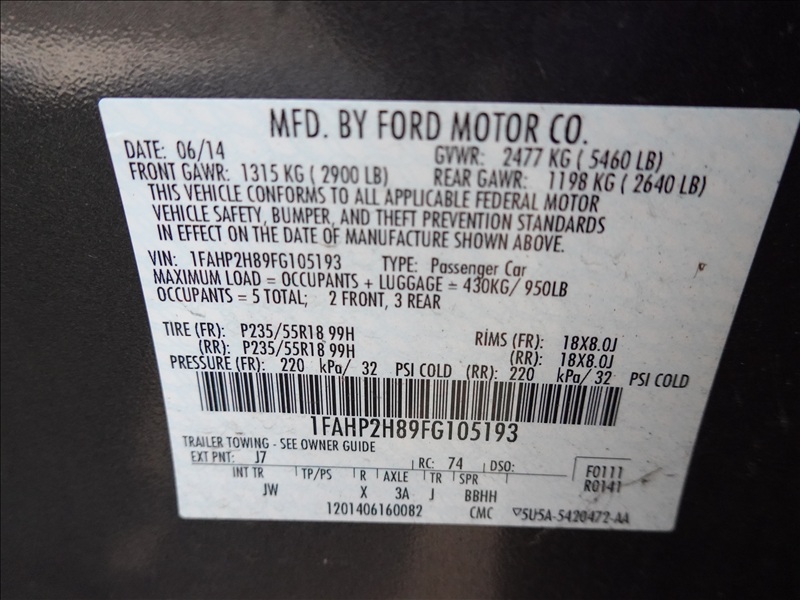 MFD. BY FORD MOTOR CO.
DATE: 06/14 GVWR: 2477 KG ( 5460 LB)
FRONT GAWR: 1315 KG ( 2900 LB) REAR GAWR: 1198 KG ( 2640 LB)
THIS VEHICLE CONFORMS TO ALL APPLICABLE FEDERAL MOTOR
VEHICLE SAFETY, BUMPER, AND THEFT PREVENTION STANDARDS
IN EFFECT ON THE DATE OF MANUFACTURE SHOWN ABOVE.
VIN: 1FAHP2H89FG105193 TYPE: Passenger Car
MAXIMUM LOAD = OCCUPANTS + LUGGAGE = 430KG/ 950LB
OCCUPANTS = 5 TOTAL; 2 FRONT, 3 REAR
TIRE (FR): P235/55R18 99H RIMS (FR): 18X8.0J
(RR): P235/55R18 99H (RR): 18X8.0J
PRESSURE (FR): 220 kPa/ 32 PSI COLD (RR): 220 kPa/ 32 PSI COLD
1FAHP2H89FG105193
TRAILER TOWING - SEE OWNER GUIDE
EXT PNT: J7 RC: 74 DSO: F0111
R0141
INT TR TP/PS R AXLE TR SPR
JW X 3A J BBHH
1201406160082 CMC ▽5U5A-5420472-AA